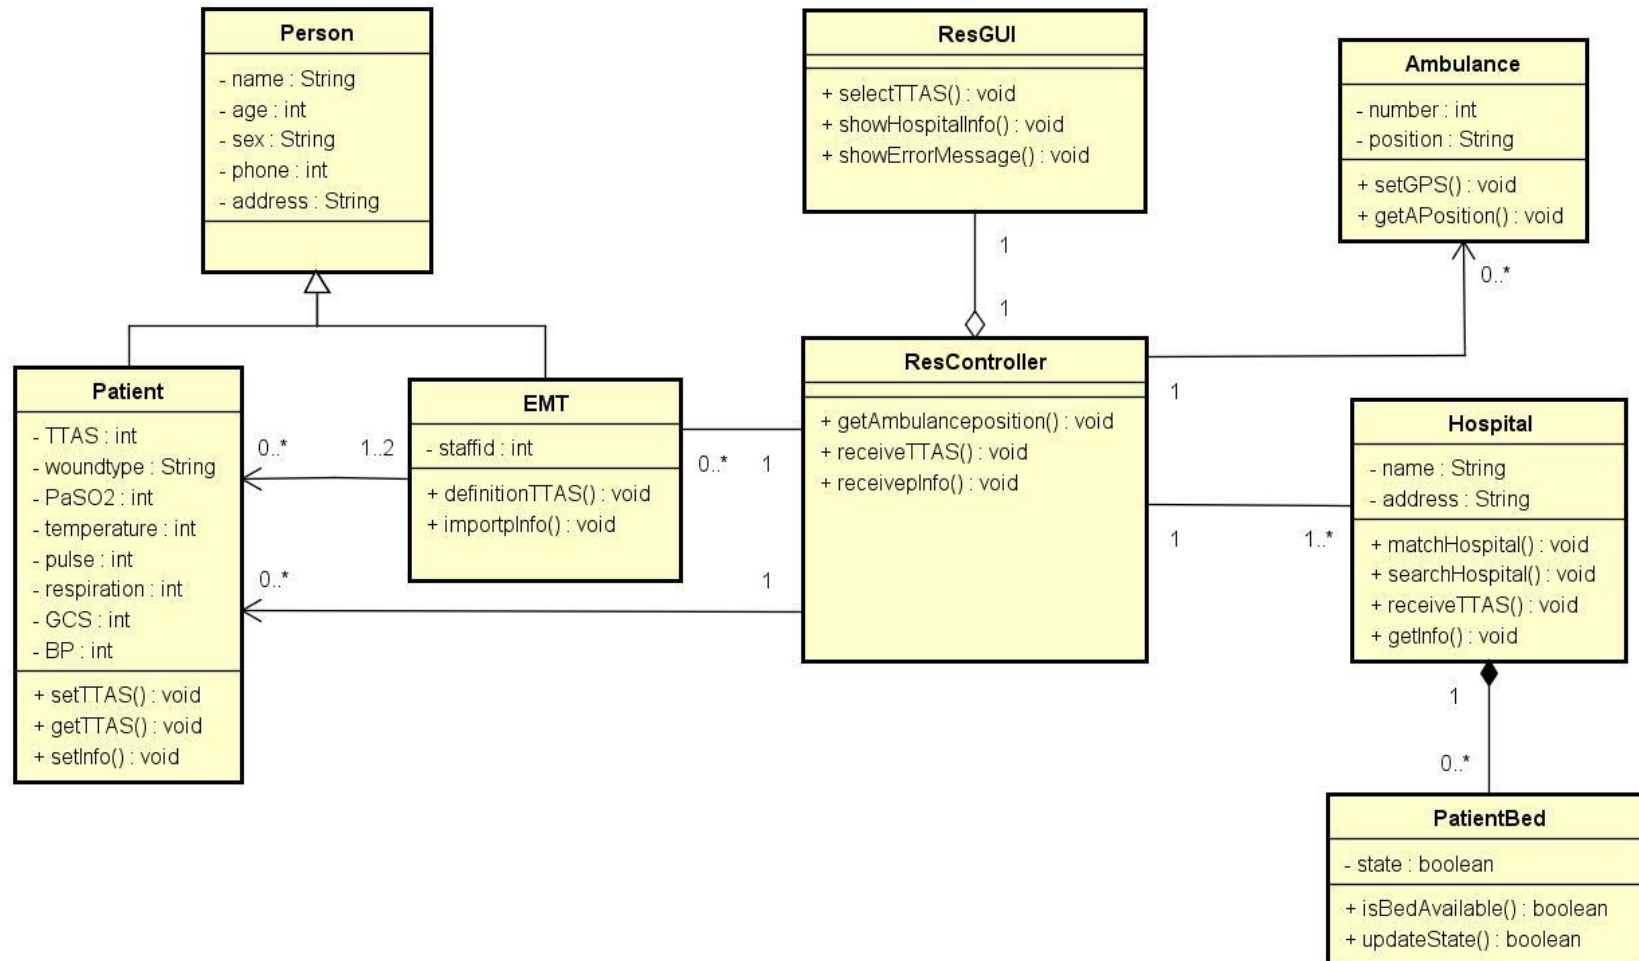 Person
- name : String
- age : int
- sex : String
- phone : int
- address : String
ResGUI
+ selectTTAS() : void
+ showHospitalInfo() : void
+ showErrorMessage() : void
Ambulance
- number : int
- position : String
+ setGPS() : void
+ getAPosition() : void
1
1
0..*
Patient
- TTAS : int
- woundtype : String
- PaSO2 : int
- temperature : int
- pulse : int
- respiration : int
- GCS : int
- BP : int
+ setTTAS() : void
+ getTTAS() : void
+ setInfo() : void
0..*
1..2
0..*
EMT
- staffid : int
+ definitionTTAS() : void
+ importpInfo() : void
0..*
1
1
ResController
+ getAmbulanceposition() : void
+ receiveTTAS() : void
+ receivepInfo() : void
1
1
1..*
Hospital
- name : String
- address : String
+ matchHospital() : void
+ searchHospital() : void
+ receiveTTAS() : void
+ getInfo() : void
1
0..*
PatientBed
- state : boolean
+ isBedAvailable() : boolean
+ updateState() : boolean